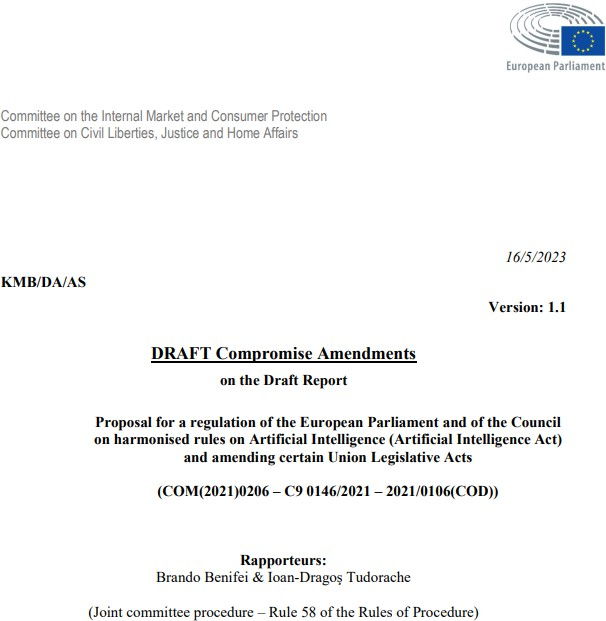 European Parliament
Committee on the Internal Market and Consumer Protection
Committee on Civil Liberties, Justice and Home Affairs
16/5/2023
KMB/DA/AS
Version: 1.1
DRAFT Compromise Amendments
on the Draft Report
Proposal for a regulation of the European Parliament and of the Council
on harmonised rules on Artificial Intelligence (Artificial Intelligence Act)
and amending certain Union Legislative Acts
(COM(2021)0206 – C9 0146/2021 – 2021/0106(COD))
Rapporteurs:
Brando Benifei & Ioan-Dragoş Tudorache
(Joint committee procedure – Rule 58 of the Rules of Procedure)